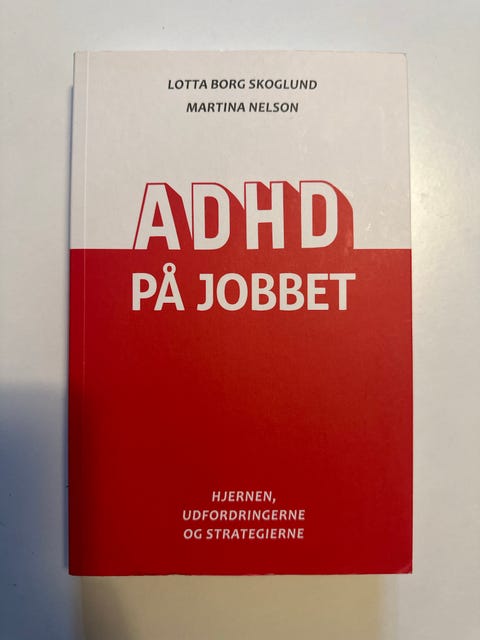 LOTTA BORG SKOGLUND
MARTINA NELSON
ADHD
PÅ JOBBET
HJERNEN,
UDFORDRINGERNE
OG STRATEGIERNE